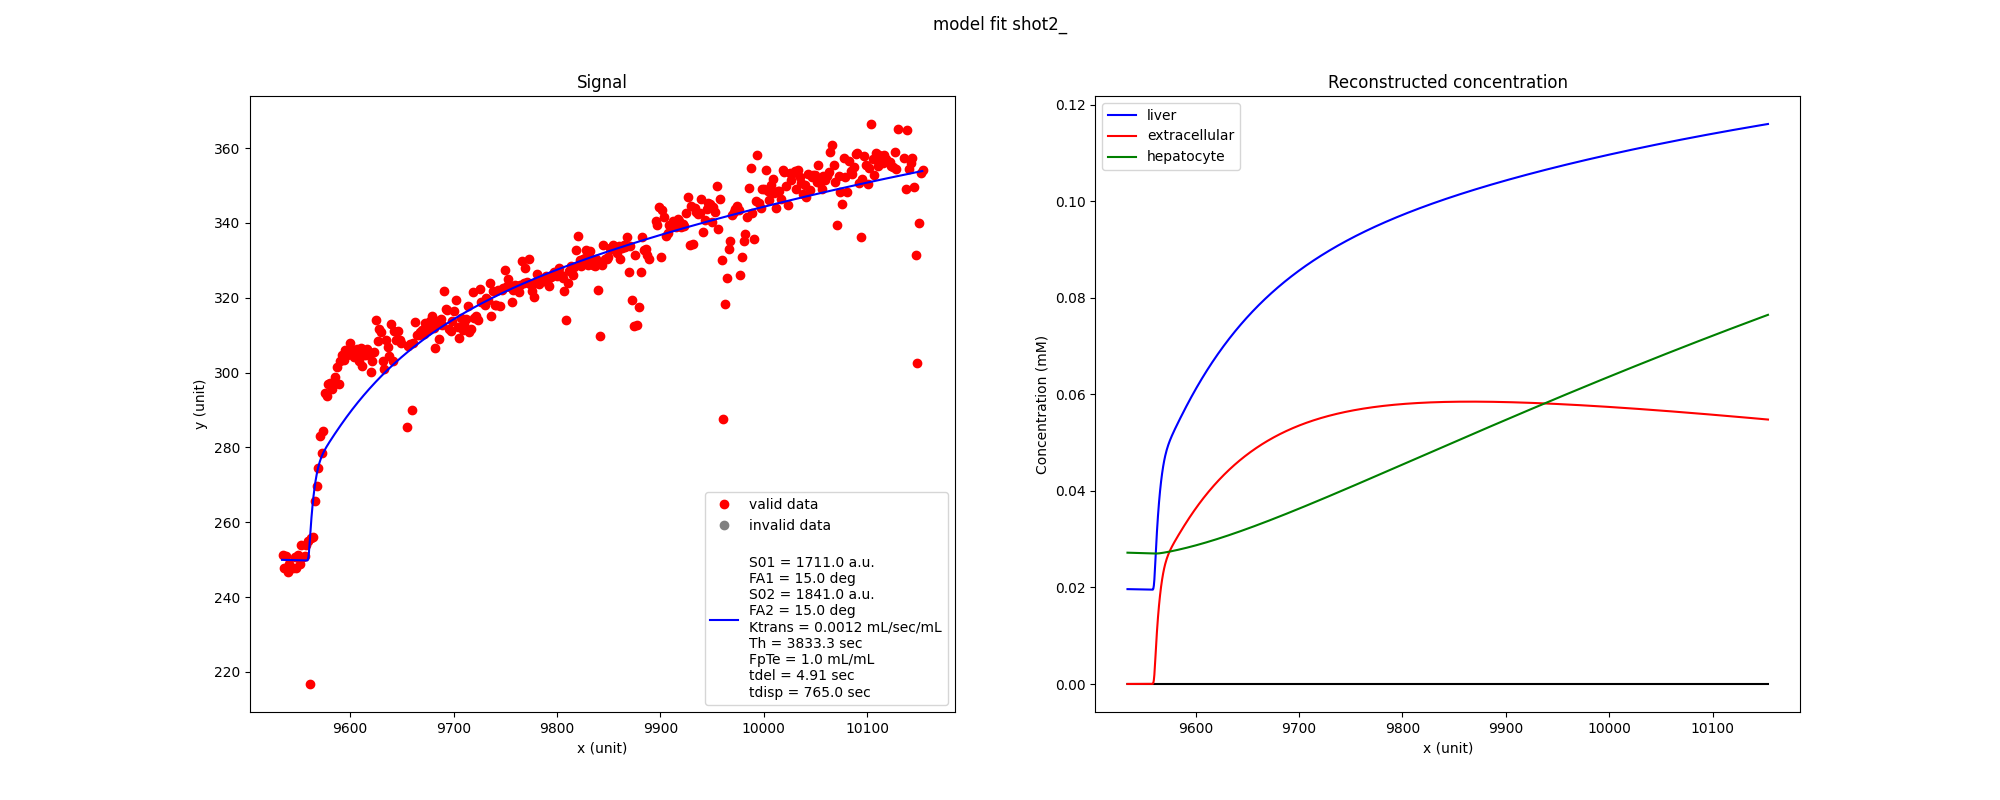 model fit shot2_
Signal
y (unit)
360
340
320
300
280
260
240
220
9600
9700
9800
9900
10000
10100
x (unit)
valid data
invalid data
S01 = 1711.0 a.u.
FA1 = 15.0 deg
S02 = 1841.0 a.u.
FA2 = 15.0 deg
Ktrans = 0.0012 mL/sec/mL
Th = 3833.3 sec
FpTe = 1.0 mL/mL
tdel = 4.91 sec
tdisp = 765.0 sec
Reconstructed concentration
Concentration (mM)
0.12
0.10
0.08
0.06
0.04
0.02
0.00
9600
9700
9800
9900
10000
10100
x (unit)
liver
extracellular
hepatocyte